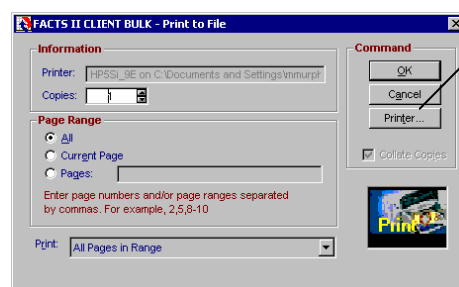 FACTS II CLIENT BULK - Print to File
Information
Printer: HP5Si_9E on C:\Documents and Settings\nmurph
Copies: 1
Page Range
All
Current Page
Pages:
Enter page numbers and/or page ranges separated
by commas. For example, 2,5,8-10
Print: All Pages in Range
Command
OK
Cancel
Printer...
Collate Copies
Print